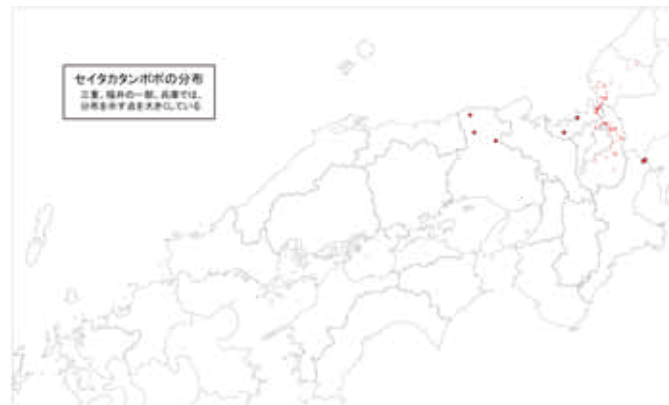 セイタカタンポポの分布
三重、福井の一部、兵庫では、
分布を示す点を大きくしている